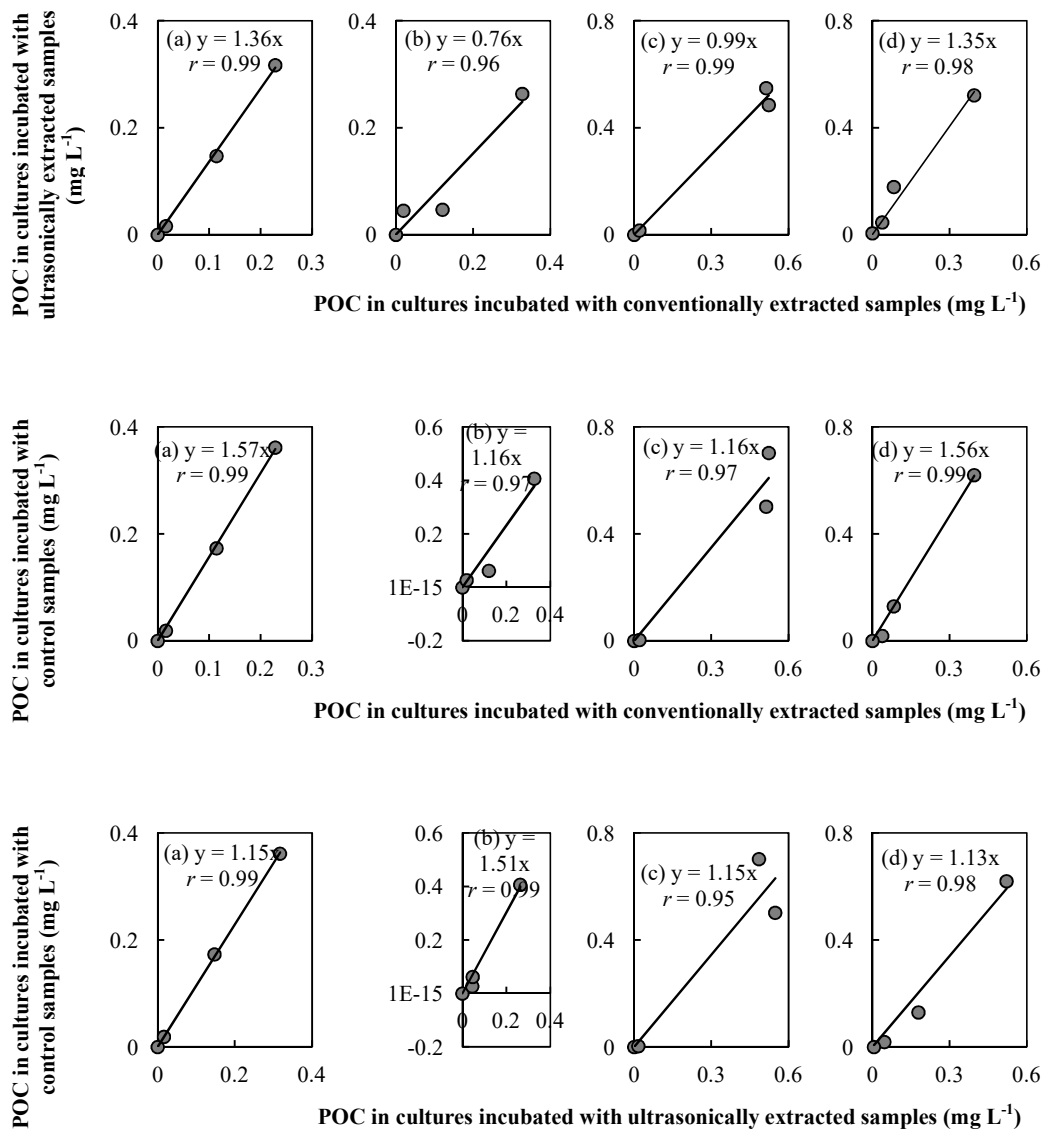 POC in cultures incubated with
ultrasonically extracted samples
(mg L-1)
0.4
0.2
0
(a) y = 1.36x
r = 0.99
0 0.1 0.2 0.3
0.4
0.2
0
(b) y = 0.76x
r = 0.96
0 0.2 0.4
0.8
0.4
0
(c) y = 0.99x
r = 0.99
0 0.3 0.6
0.8
0.4
0
(d) y = 1.35x
r = 0.98
0 0.3 0.6
POC in cultures incubated with conventionally extracted samples (mg L-1)
POC in cultures incubated with
control samples (mg L-1)
0.4
0.2
0
(a) y = 1.57x
r = 0.99
0 0.1 0.2 0.3
0.6
0.4
0.2
1E-15
-0.2
(b) y =
1.16x
r = 0.97
0 0.2 0.4
0.8
0.4
0
(c) y = 1.16x
r = 0.97
0 0.3 0.6
0.8
0.4
0
(d) y = 1.56x
r = 0.99
0 0.3 0.6
POC in cultures incubated with conventionally extracted samples (mg L-1)
POC in cultures incubated with
control samples (mg L-1)
0.4
0.2
0
(a) y = 1.15x
r = 0.99
0 0.2 0.4
0.6
0.4
0.2
1E-15
-0.2
(b) y =
1.51x
r = 0.99
0 0.2 0.4
0.8
0.4
0
(c) y = 1.15x
r = 0.95
0 0.3 0.6
0.8
0.4
0
(d) y = 1.13x
r = 0.98
0 0.3 0.6
POC in cultures incubated with ultrasonically extracted samples (mg L-1)